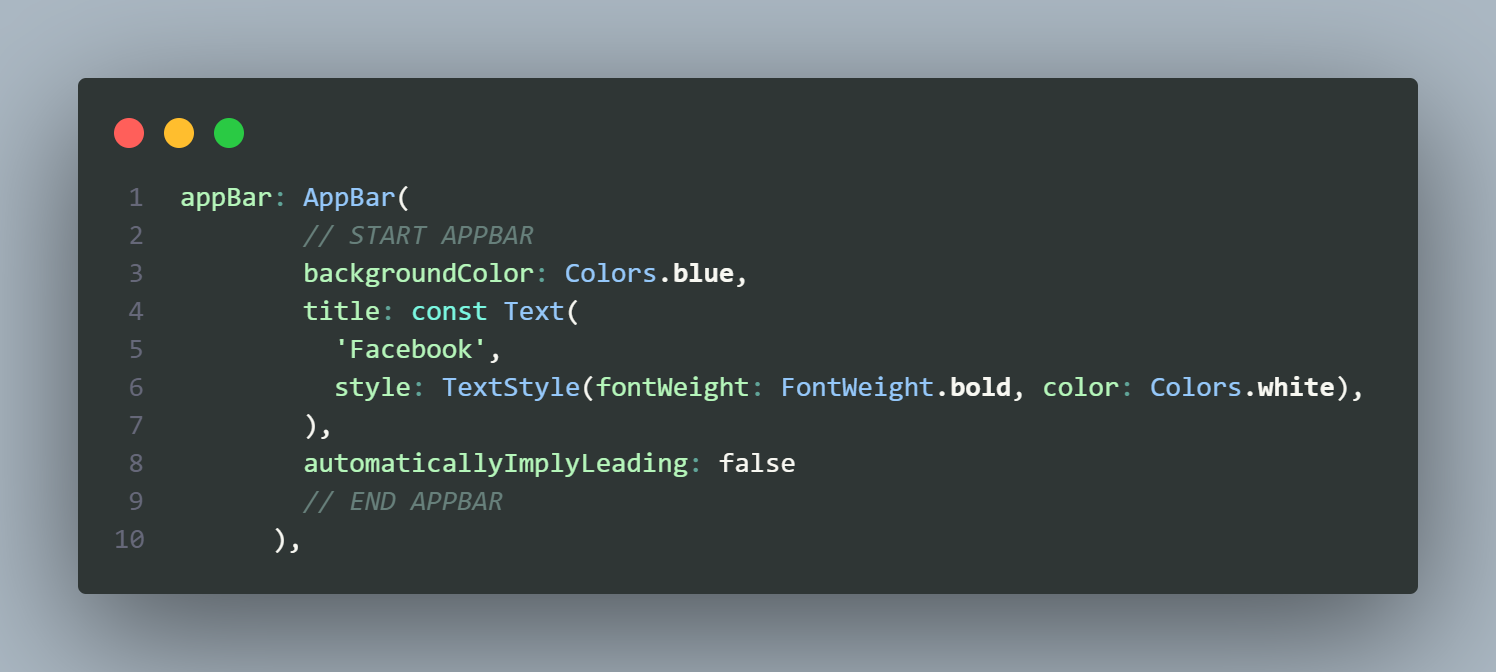 1 appBar: AppBar(
2         // START APPBAR
3         backgroundColor: Colors.blue,
4         title: const Text(
5           'Facebook',
6           style: TextStyle(fontWeight: FontWeight.bold, color: Colors.white),
7         ),
8         automaticallyImplyLeading: false
9         // END APPBAR
10       ),